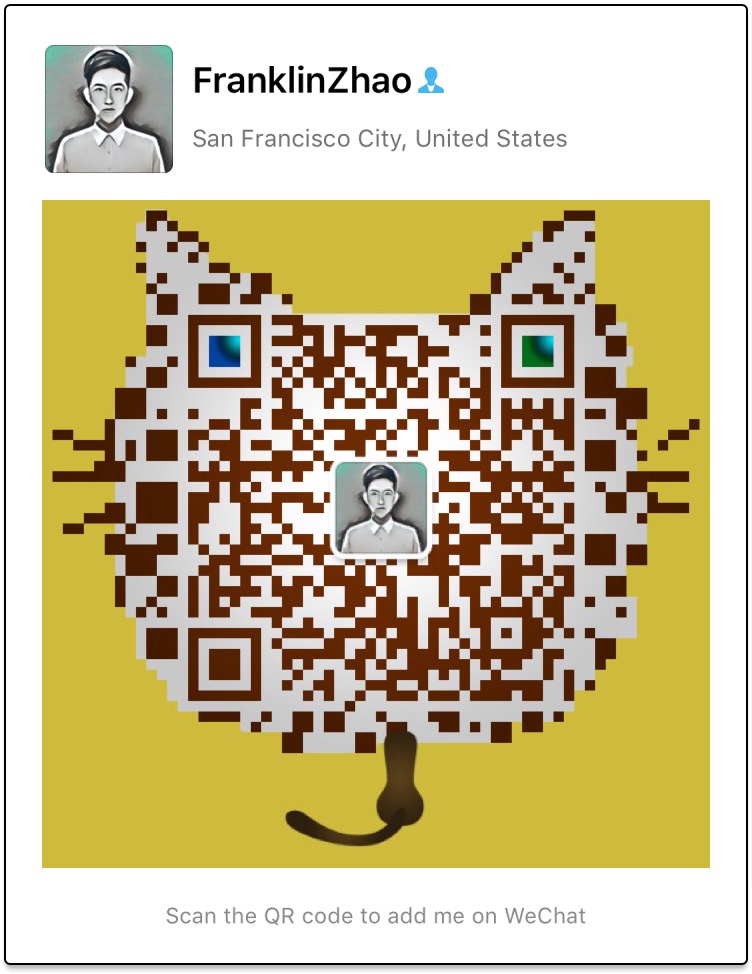 FranklinZhao
San Francisco City, United States
Scan the QR code to add me on WeChat